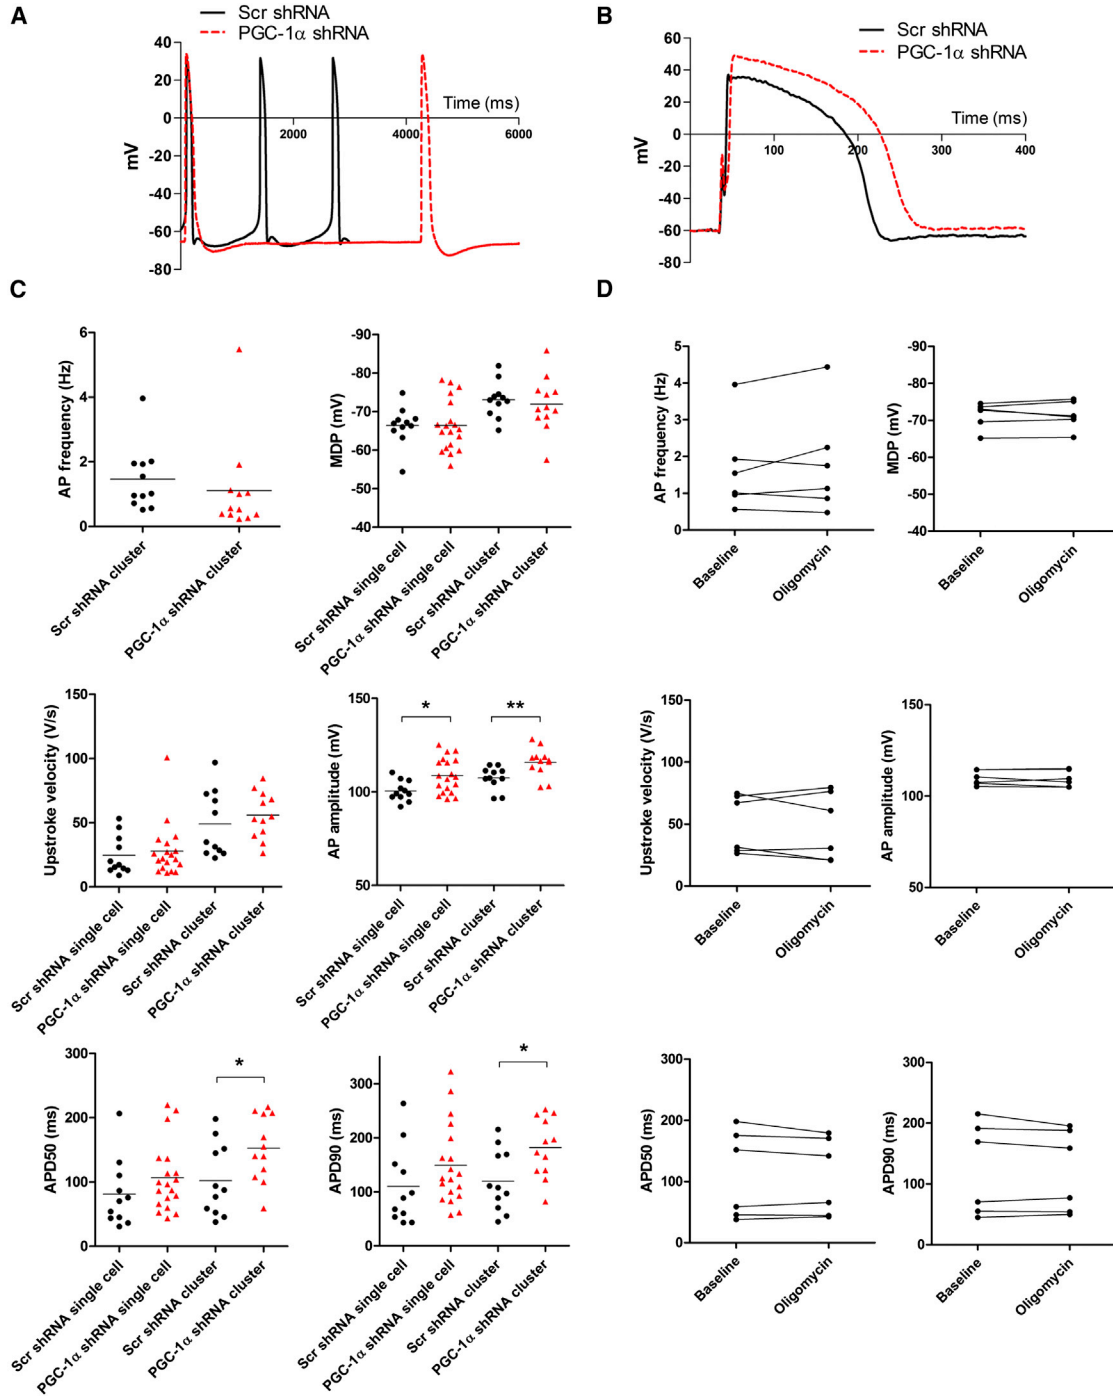 A
Scr shRNA
PGC-1α shRNA
40
20
0
-20
-40
-60
-80
mV
Time (ms)
2000
4000
6000
B
Scr shRNA
PGC-1α shRNA
60
40
20
0
-20
-40
-60
-80
mV
Time (ms)
100
200
300
400
C
AP frequency (Hz)
6
4
2
0
Scr shRNA cluster
PGC-1α shRNA cluster
MDP (mV)
-90
-80
-70
-60
-50
-40
Scr shRNA single cell
PGC-1α shRNA single cell
Scr shRNA cluster
PGC-1α shRNA cluster
Upstroke velocity (V/s)
150
100
50
0
Scr shRNA single cell
PGC-1α shRNA single cell
Scr shRNA cluster
PGC-1α shRNA cluster
AP amplitude (mV)
150
100
50
*
**
Scr shRNA single cell
PGC-1α shRNA single cell
Scr shRNA cluster
PGC-1α shRNA cluster
APD50 (ms)
300
200
100
0
*
Scr shRNA single cell
PGC-1α shRNA single cell
Scr shRNA cluster
PGC-1α shRNA cluster
APD90 (ms)
300
200
100
0
*
Scr shRNA single cell
PGC-1α shRNA single cell
Scr shRNA cluster
PGC-1α shRNA cluster
D
AP frequency (Hz)
5
4
3
2
1
0
Baseline
Oligomycin
MDP (mV)
-90
-80
-70
-60
-50
-40
Baseline
Oligomycin
Upstroke velocity (V/s)
150
100
50
0
Baseline
Oligomycin
AP amplitude (mV)
150
100
50
Baseline
Oligomycin
APD50 (ms)
300
200
100
0
Baseline
Oligomycin
APD90 (ms)
300
200
100
0
Baseline
Oligomycin